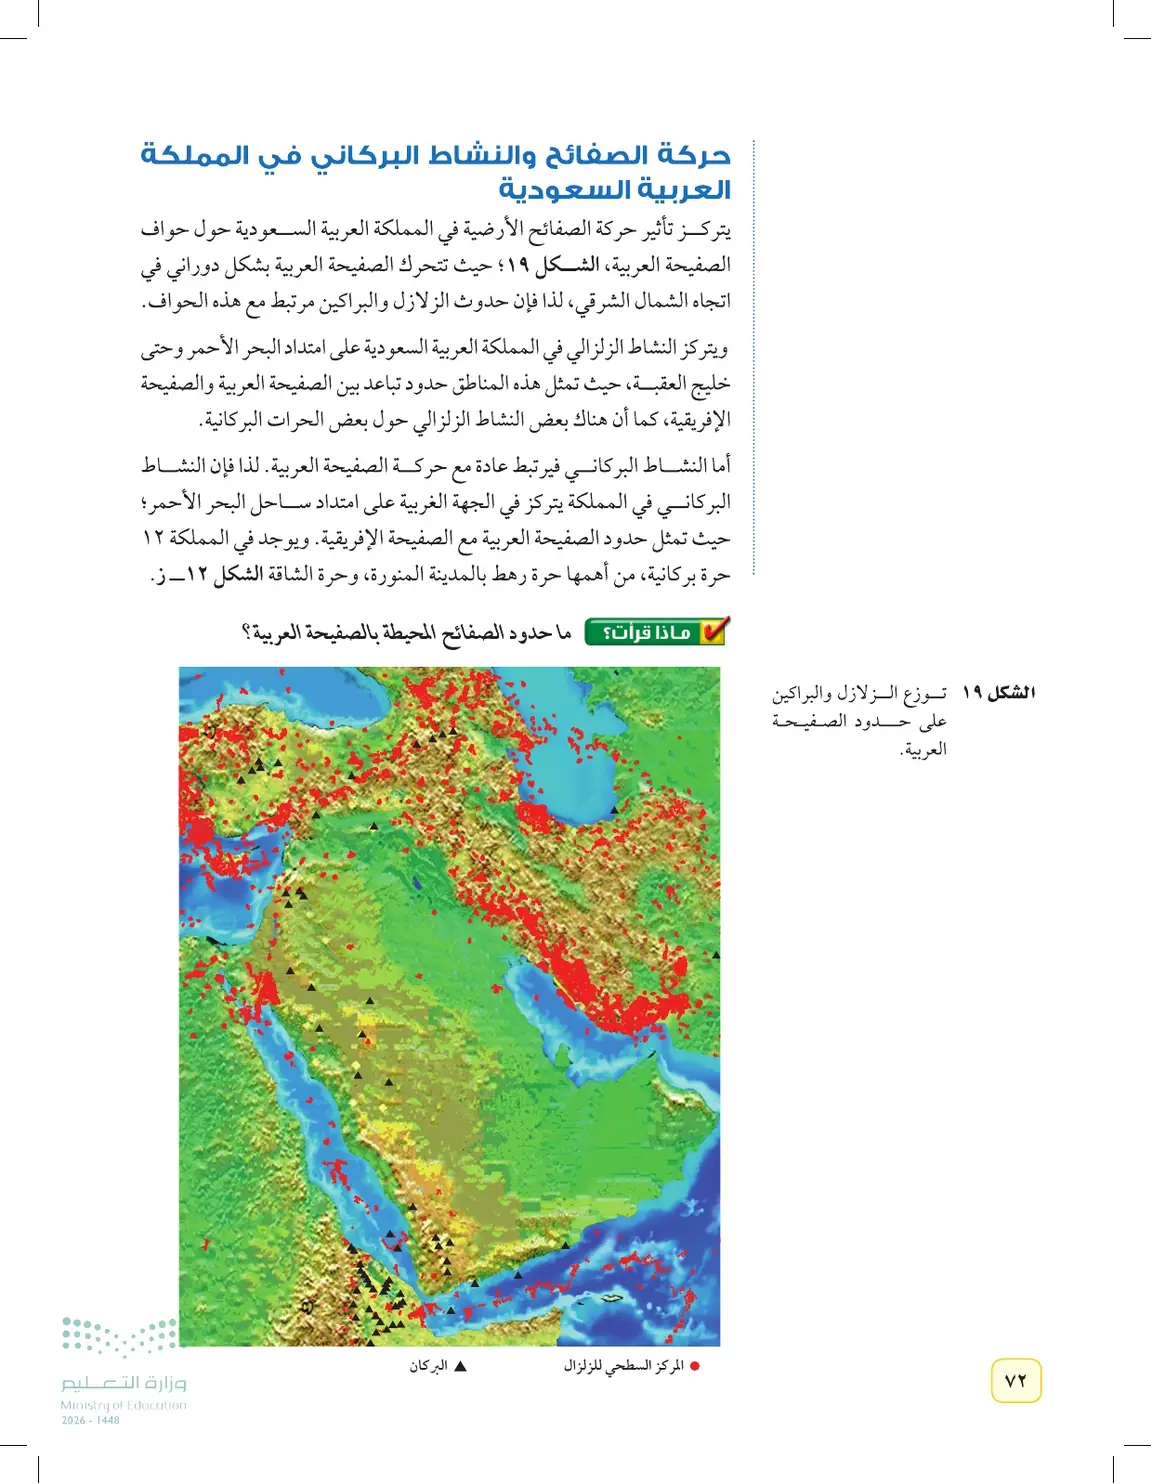 حركة الصفائح والنشاط البركاني في المملكة
العربية السعودية
يتركز تأثير حركة الصفائح الأرضية في المملكة العربية السعودية حول حواف
الصفيحة العربية، الشكل ١٩؛ حيث تتحرك الصفيحة العربية بشكل دوراني في
اتجاه الشمال الشرقي، لذا فإن حدوث الزلازل والبراكين مرتبط مع هذه الحواف.
ويتركز النشاط الزلزالي في المملكة العربية السعودية على امتداد البحر الأحمر وحتى
خليج العقبة، حيث تمثل هذه المناطق حدود تباعد بين الصفيحة العربية والصفيحة
الإفريقية، كما أن هناك بعض النشاط الزلزالي حول بعض الحرات البركانية.
أما النشاط البركاني فيرتبط عادة مع حركة الصفيحة العربية. لذا فإن النشاط
البركاني في المملكة يتركز في الجهة الغربية على امتداد ساحل البحر الأحمر؛
حيث تمثل حدود الصفيحة العربية مع الصفيحة الإفريقية. ويوجد في المملكة ١٢
حرة بركانية، من أهمها حرة رهط بالمدينة المنورة، وحرة الشاقة الشكل ١٢ـ ز.
ماذا قرأت؟ ما حدود الصفائح المحيطة بالصفيحة العربية؟
الشكل ١٩ توزع الزلازل والبراكين
على حدود الصفيحة
العربية.
المركز السطحي للزلزال
البركان
وزارة التعليم
Ministry of Education
2026 - 1448
٧٢